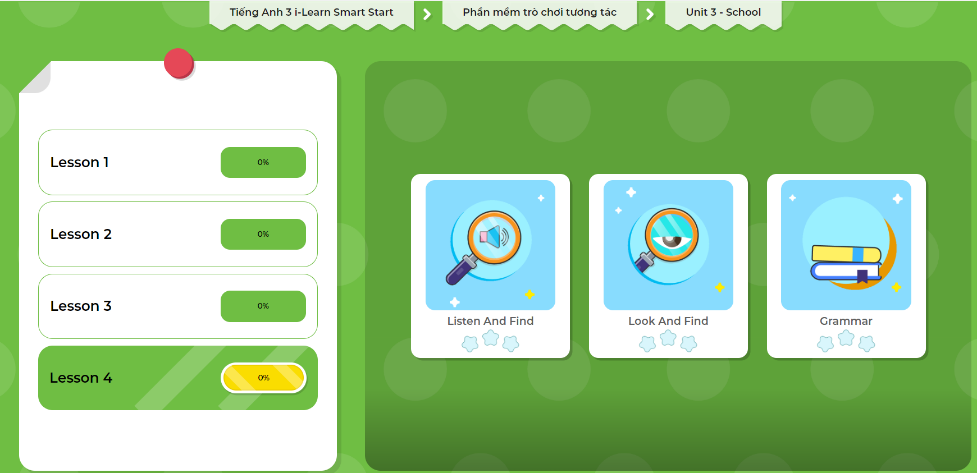 Tiếng Anh 3 i-Learn Smart Start
Phần mềm trò chơi tương tác
Unit 3 - School
Lesson 1
0%
Lesson 2
0%
Lesson 3
0%
Lesson 4
0%
Listen And Find
Look And Find
Grammar